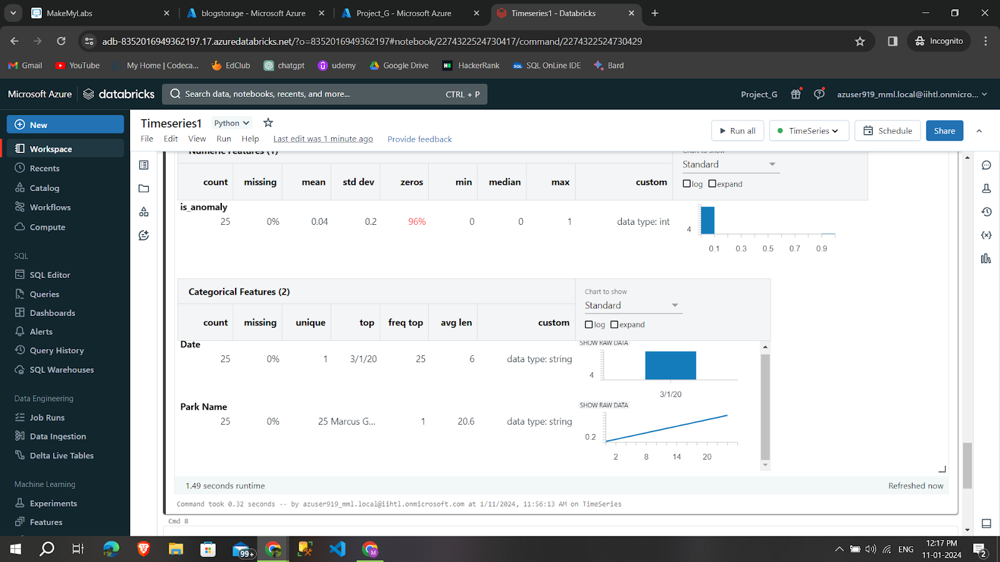 MakeMyLabs
blogstorage - Microsoft Azure
Project_G - Microsoft Azure
Timeseries1 - Databricks
adb-8352016949362197.17.azuredatabricks.net/?o=8352016949362197#notebook/2274322524730417/command/2274322524730429
Incognito
Gmail YouTube My Home | Codeca... EdClub chatgpt udemy Google Drive HackerRank SQL OnLine IDE Bard
Microsoft Azure databricks
Search data, notebooks, recents, and more... CTRL + P
Project_G azuser919_mml.local@iihtl.onmicro...
New
Workspace
Recents
Catalog
Workflows
Compute
SQL
SQL Editor
Queries
Dashboards
Alerts
Query History
SQL Warehouses
Data Engineering
Job Runs
Data Ingestion
Delta Live Tables
Machine Learning
Experiments
Features
Timeseries1 Python
File Edit View Run Help Last edit was 1 minute ago Provide feedback
Run all TimeSeries Schedule Share
Numeric Features (1)
Chart to show
Standard
log expand
count missing mean std dev zeros min median max custom
is_anomaly
25 0% 0.04 0.2 96% 0 0 1 data type: int
4
0.1 0.3 0.5 0.7 0.9
Categorical Features (2)
Chart to show
Standard
log expand
count missing unique top freq top avg len custom
Date
25 0% 1 3/1/20 25 6 data type: string
SHOW RAW DATA
4
3/1/20
Park Name
25 0% 25 Marcus G... 1 20.6 data type: string
SHOW RAW DATA
0.2
2 8 14 20
1.49 seconds runtime
Refreshed now
Command took 0.32 seconds -- by azuser919_mml.local@iihtl.onmicrosoft.com at 1/11/2024, 11:56:13 AM on TimeSeries
Cmd 8
99+
ENG
12:17 PM
11-01-2024
2